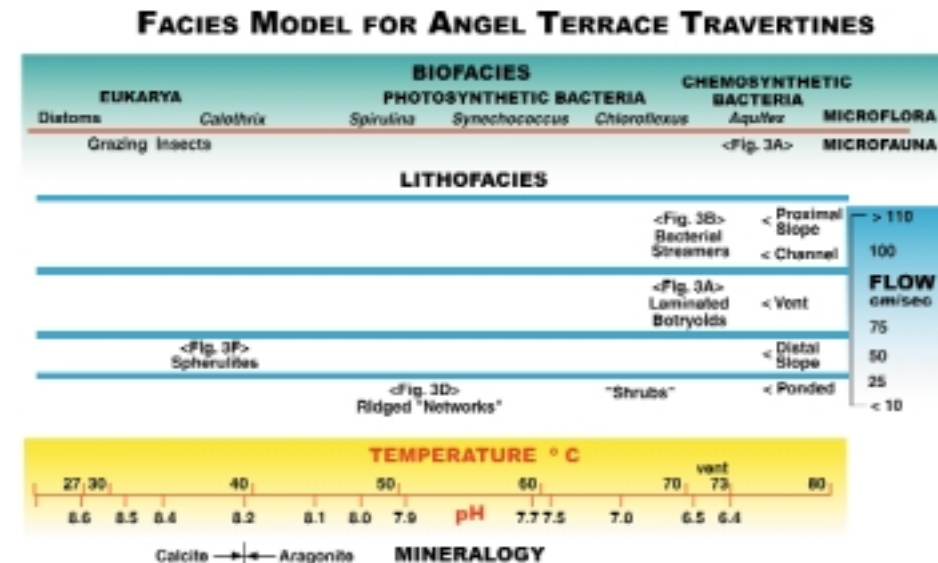 FACIES MODEL FOR ANGEL TERRACE TRAVERTINES
BIOFACIES
EUKARYA PHOTOSYNTHETIC BACTERIA CHEMOSYNTHETIC BACTERIA
Diatoms Calothrix Spirulina Synechococcus Chloroflexus Aquifex MICROFLORA
Grazing Insects <Fig. 3A> MICROFAUNA
LITHOFACIES
<Fig. 3B> < Proximal > 110
Bacterial Slope
Streamers < Channel 100
<Fig. 3A> FLOW
Laminated < Vent cm/sec
Botryoids 75
<Fig. 3F> < Distal 50
Spherulites Slope
<Fig. 3D> "Shrubs" < Ponded 25
Ridged "Networks" < 10
TEMPERATURE ° C
vent
27 30 40 50 60 70 73 80
8.6 8.5 8.4 8.2 8.1 8.0 7.9 pH 7.7 7.5 7.0 6.5 6.4
Calcite Aragonite MINERALOGY